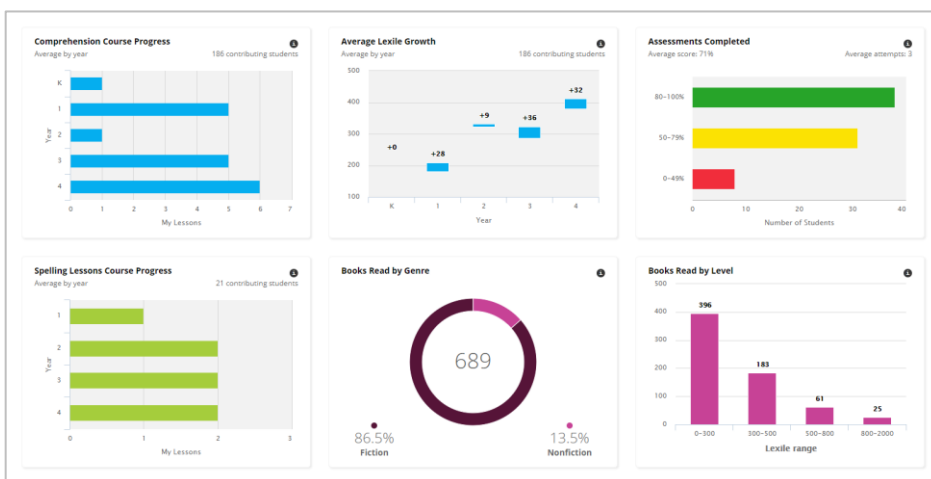 Comprehension Course Progress
Average by year 186 contributing students
Year
K
1
2
3
4
0 1 2 3 4 5 6 7
My Lessons
Average Lexile Growth
Average by year 186 contributing students
500
400
300
200
100
+0
+28
+9
+36
+32
K 1 2 3 4
Year
Assessments Completed
Average score: 71% Average attempts: 3
80-100%
50-79%
0-49%
0 10 20 30 40
Number of Students
Spelling Lessons Course Progress
Average by year 21 contributing students
Year
1
2
3
4
0 1 2 3
My Lessons
Books Read by Genre
689
86.5% 13.5%
Fiction Nonfiction
Books Read by Level
500
400
300
200
100
0
396
183
61
25
0-300 300-500 500-800 800-2000
Lexile range